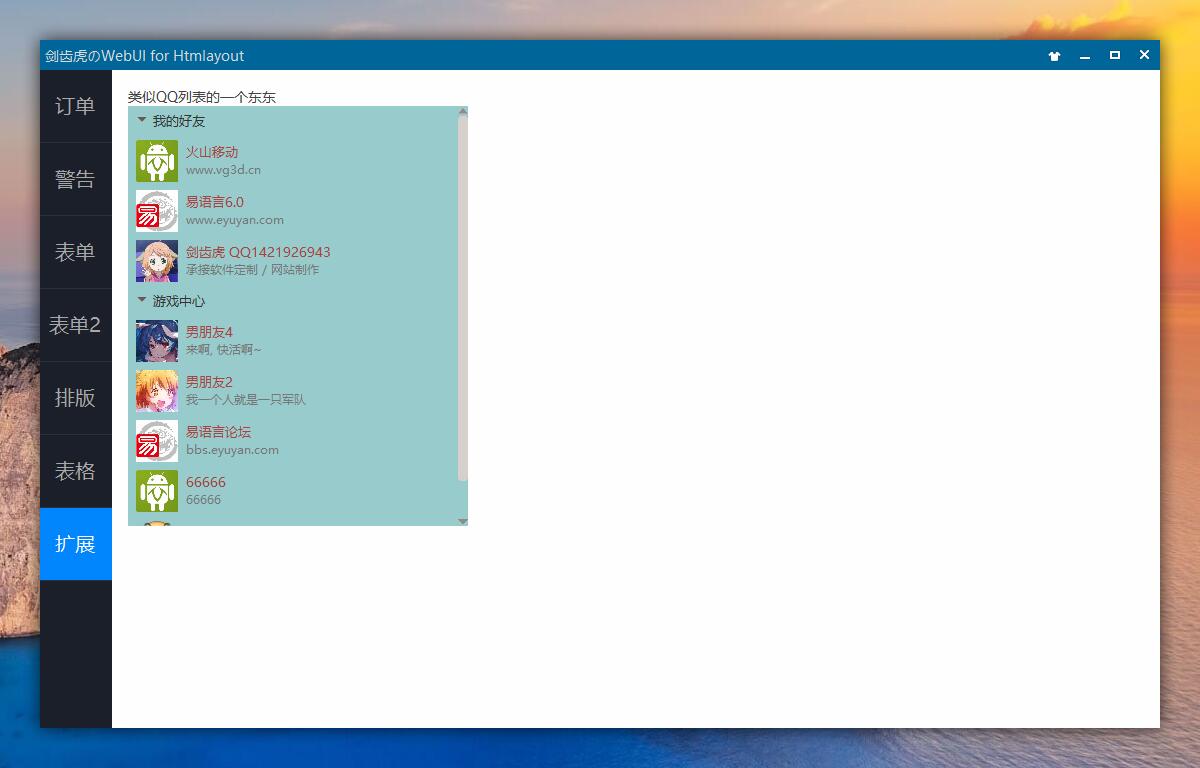 剑齿虎のWebUI for Htmlayout
订单
警告
表单
表单2
排版
表格
扩展
类似QQ列表的一个东东
我的好友
火山移动
www.vg3d.cn
易
易语言6.0
www.eyuyan.com
剑齿虎 QQ1421926943
承接软件定制 / 网站制作
游戏中心
男朋友4
来啊, 快活啊~
男朋友2
我一个人就是一只军队
易
易语言论坛
bbs.eyuyan.com
66666
66666